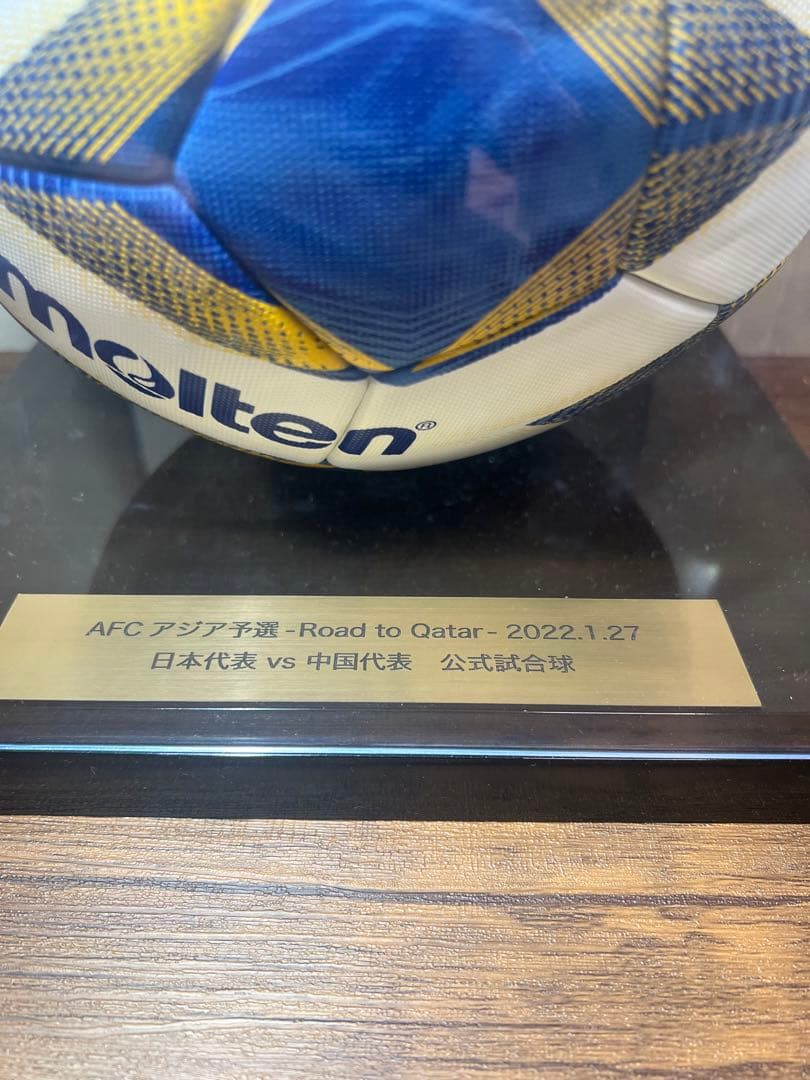 molten®
AFC アジア予選 -Road to Qatar- 2022.1.27
日本代表 vs 中国代表　公式試合球